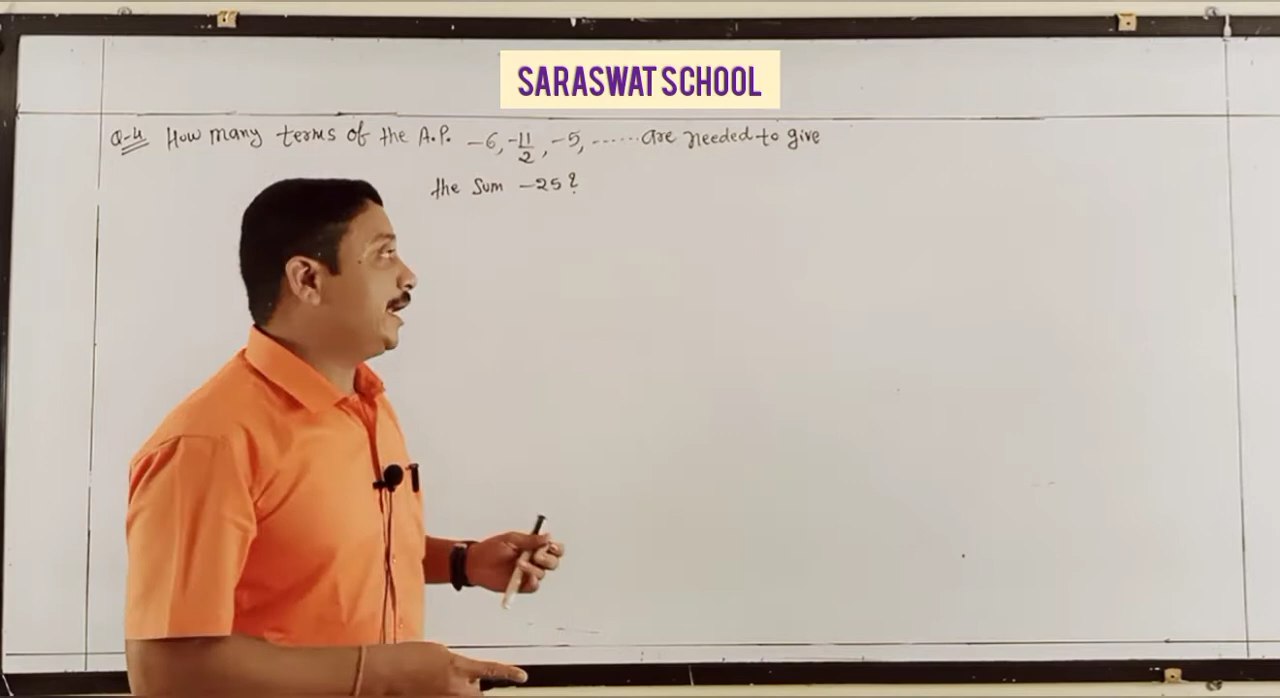 SARASWAT SCHOOL
Q-4 How many terms of the A.P. -6, -11/2, -5, ...... are needed to give
the sum -25?